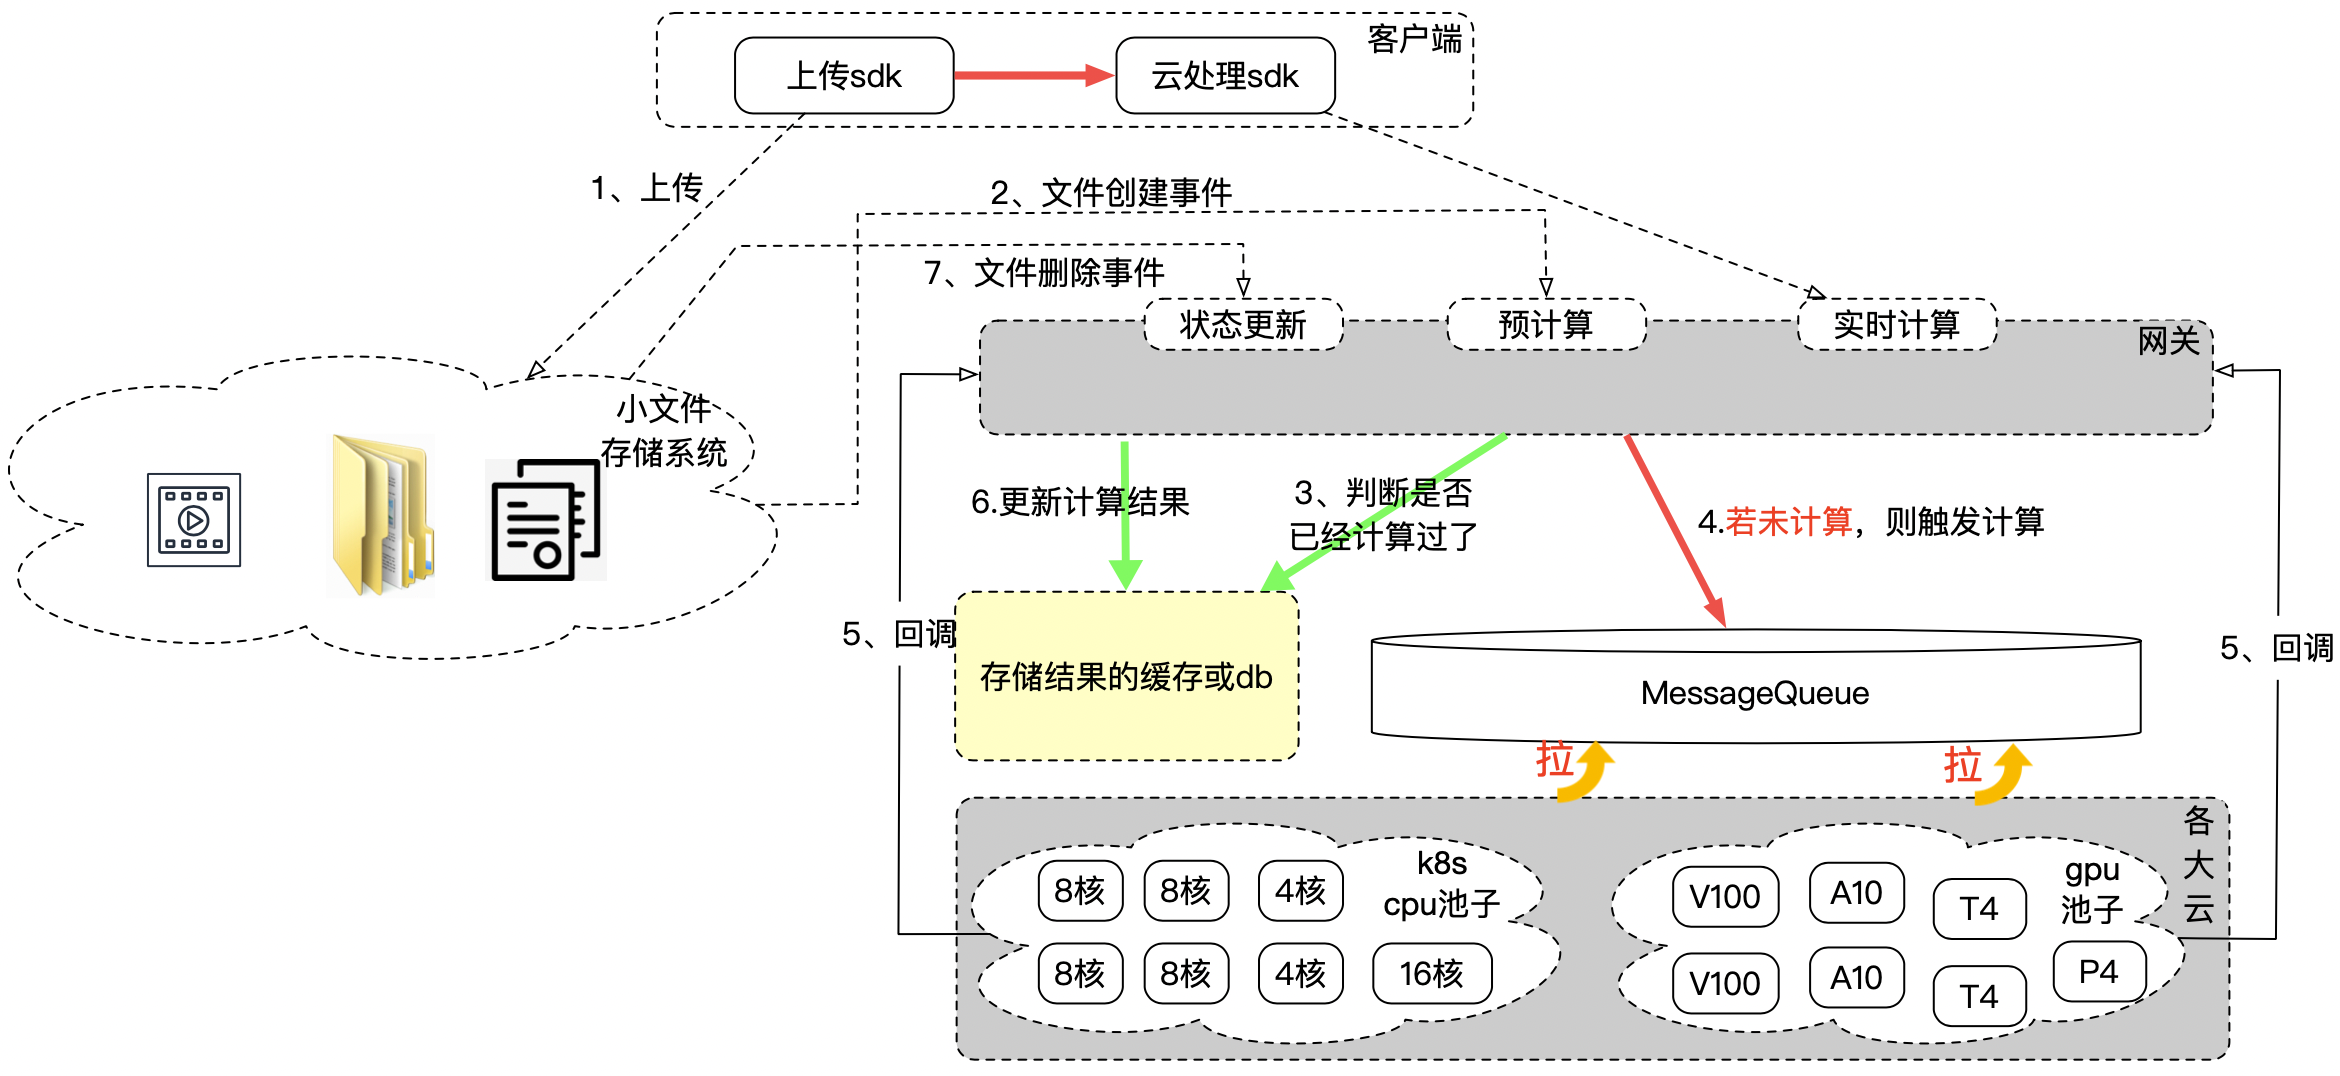 客户端
上传sdk
云处理sdk
1、上传
2、文件创建事件
7、文件删除事件
状态更新
预计算
实时计算
网关
小文件
存储系统
6.更新计算结果
3、判断是否
已经计算过了
4.若未计算，则触发计算
5、回调
存储结果的缓存或db
MessageQueue
5、回调
拉
拉
各
大
云
k8s
cpu池子
8核
8核
4核
8核
8核
4核
16核
gpu
池子
V100
A10
T4
V100
A10
T4
P4